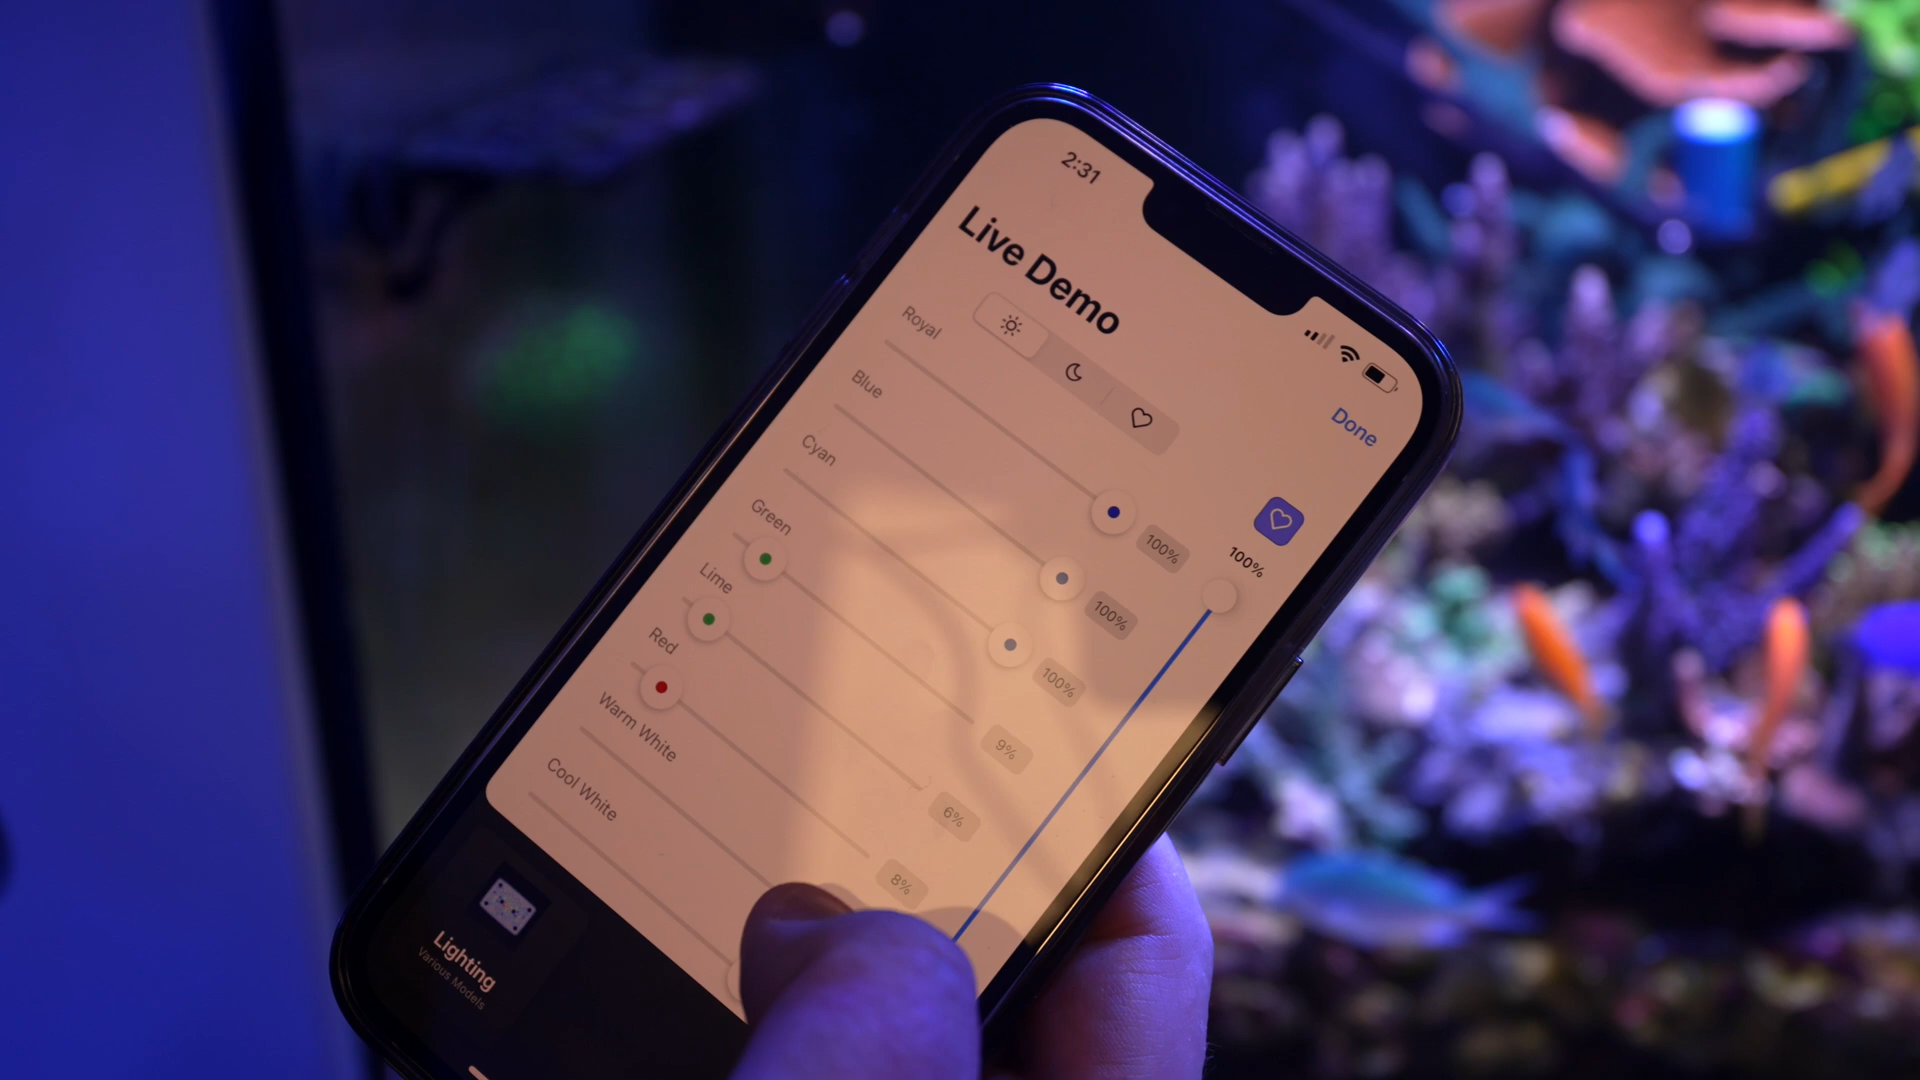 2:31
Live Demo
Done
Royal
100%
100%
Blue
100%
Cyan
100%
Green
9%
Lime
6%
Red
8%
Warm White
Cool White
Lighting
Various Models